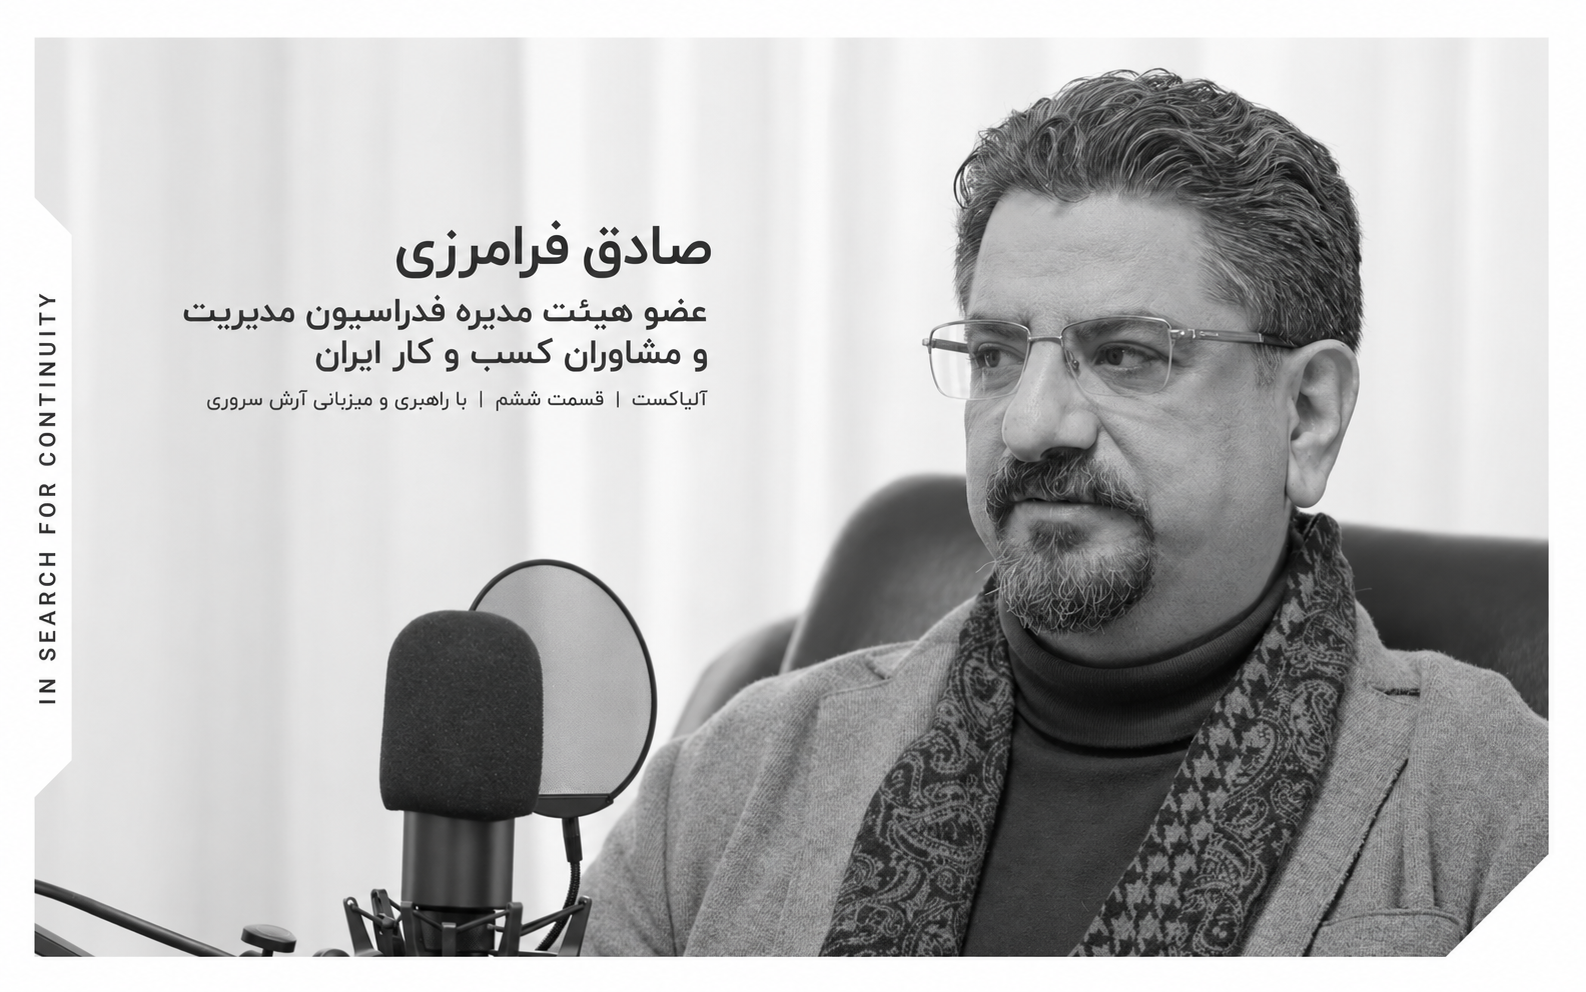 صادق فرامرزی
عضو هیئت مدیره فدراسیون مدیریت
و مشاوران کسب و کار ایران
آلیاکست | قسمت ششم | با راهبری و میزبانی آرش سروری
IN SEARCH FOR CONTINUITY